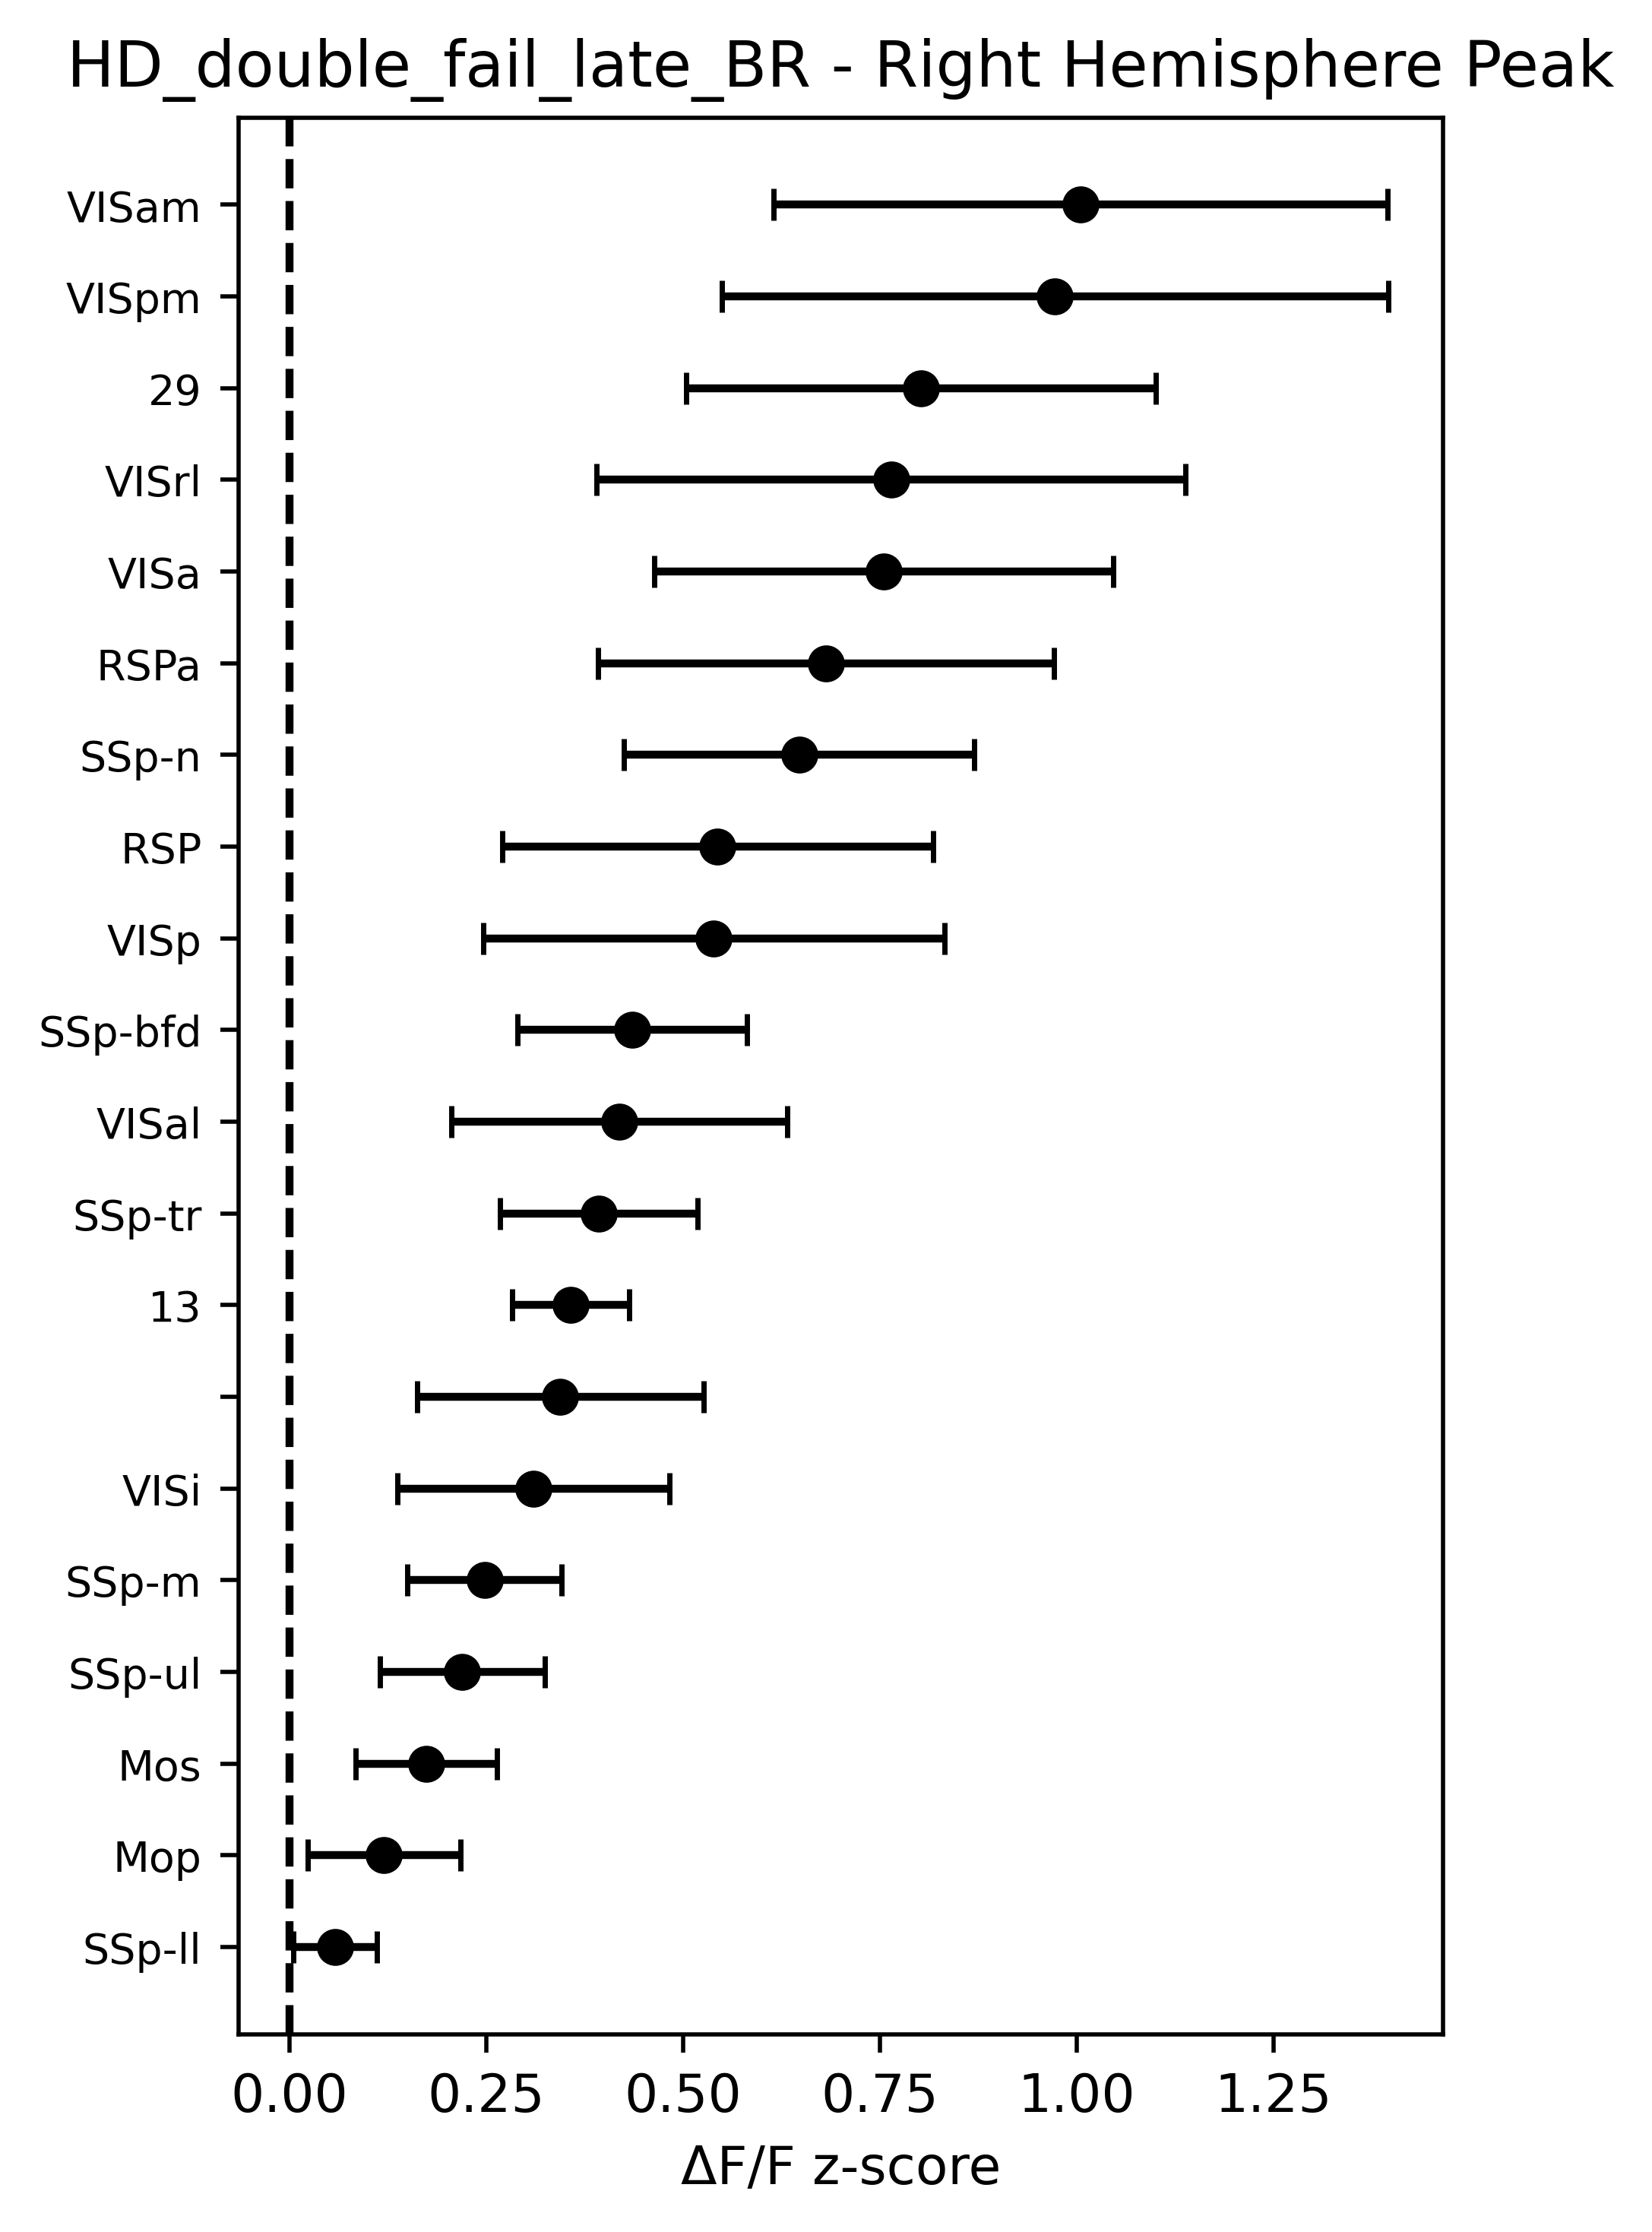 HD_double_fail_late_BR - Right Hemisphere Peak
VISam
VISpm
29
VISrl
VISa
RSPa
SSp-n
RSP
VISp
SSp-bfd
VISal
SSp-tr
13
VISi
SSp-m
SSp-ul
Mos
Mop
SSp-ll
0.00 0.25 0.50 0.75 1.00 1.25
ΔF/F z-score